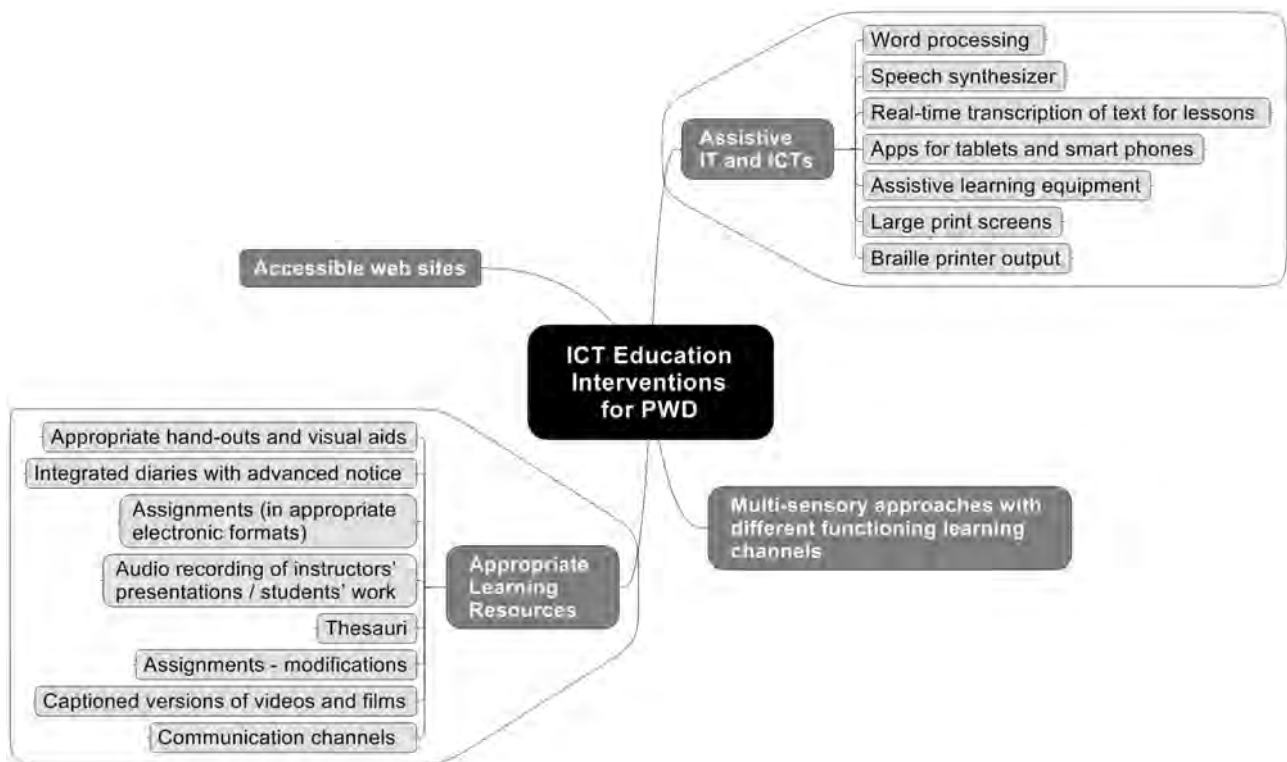 Word processing
Speech synthesizer
Real-time transcription of text for lessons
Assistive
IT and ICTs
Apps for tablets and smart phones
Assistive learning equipment
Large print screens
Braille printer output
Accessible web sites
ICT Education
Interventions
for PWD
Appropriate hand-outs and visual aids
Integrated diaries with advanced notice
Assignments (in appropriate
electronic formats)
Audio recording of instructors'
presentations / students' work
Thesauri
Assignments - modifications
Captioned versions of videos and films
Communication channels
Appropriate
Learning
Resources
Multi-sensory approaches with
different functioning learning
channels